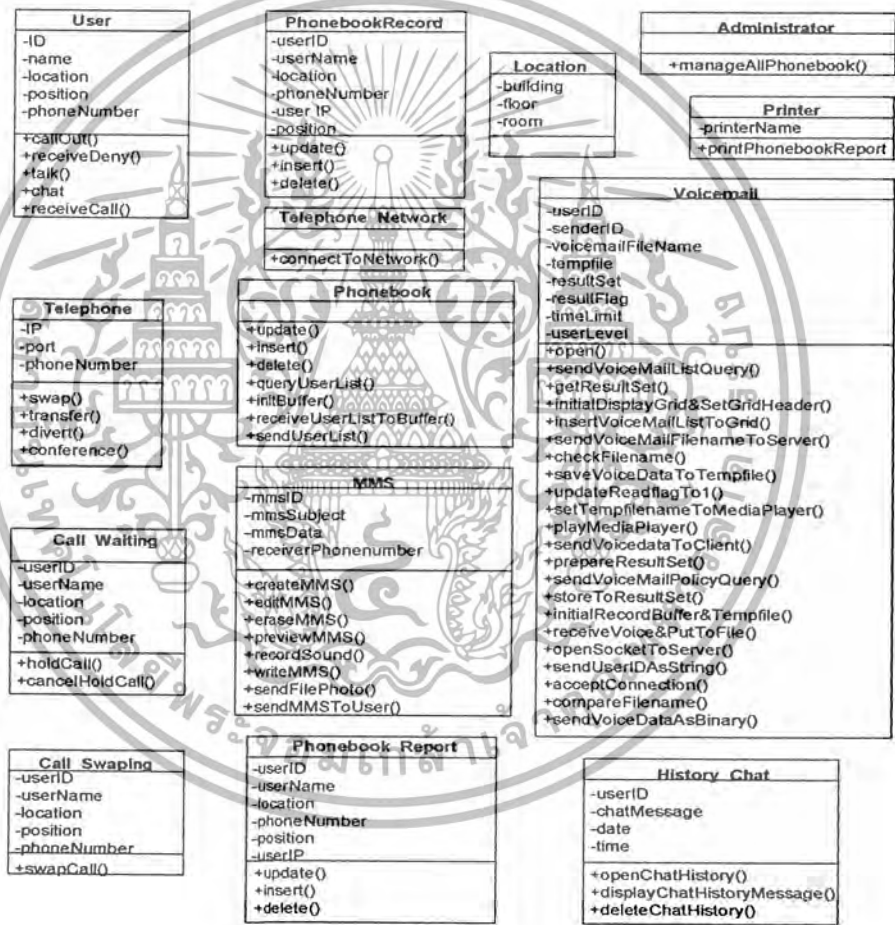 User
-ID
-name
-location
-position
-phoneNumber
+callOut()
+receiveDeny()
+talk()
+chat
+receiveCall()
PhonebookRecord
-userID
-userName
-location
-phoneNumber
-user IP
-position
+update()
+insert()
+delete()
Location
-building
-floor
-room
Administrator
+manageAllPhonebook()
Printer
-printerName
+printPhonebookReport
Telephone Network
+connectToNetwork()
Voicemail
-userID
-senderID
-voicemailFileName
-tempfile
-resultSet
-resultFlag
-timeLimit
-userLevel
+open()
+sendVoiceMailListQuery()
+getResultSet()
+initialDisplayGrid&SetGridHeader()
+insertVoiceMailListToGrid()
+sendVoiceMailFilenameToServer()
+checkFilename()
+saveVoiceDataToTempfile()
+updateReadflagTo1()
+setTempfilenameToMediaPlayer()
+playMediaPlayer()
+sendVoicedataToClient()
+prepareResultSet()
+sendVoiceMailPolicyQuery()
+storeToResultSet()
+initialRecordBuffer&Tempfile()
+receiveVoice&PutToFile()
+openSocketToServer()
+sendUserIDAsString()
+acceptConnection()
+compareFilename()
+sendVoiceDataAsBinary()
Telephone
-IP
-port
-phoneNumber
+swap()
+transfer()
+divert()
+conference()
Phonebook
+update()
+insert()
+delete()
+queryUserList()
+initBuffer()
+receiveUserListToBuffer()
+sendUserList()
MMS
-mmsID
-mmsSubject
-mmsData
-receiverPhonenumber
+createMMS()
+editMMS()
+eraseMMS()
+previewMMS()
+recordSound()
+writeMMS()
+sendFilePhoto()
+sendMMSToUser()
Call Waiting
-userID
-userName
-location
-position
-phoneNumber
+holdCall()
+cancelHoldCall()
Call Swaping
-userID
-userName
-location
-position
-phoneNumber
+swapCall()
Phonebook Report
-userID
-userName
-location
-phoneNumber
-position
-userIP
+update()
+insert()
+delete()
History Chat
-userID
-chatMessage
-date
-time
+openChatHistory()
+displayChatHistoryMessage()
+deleteChatHistory()